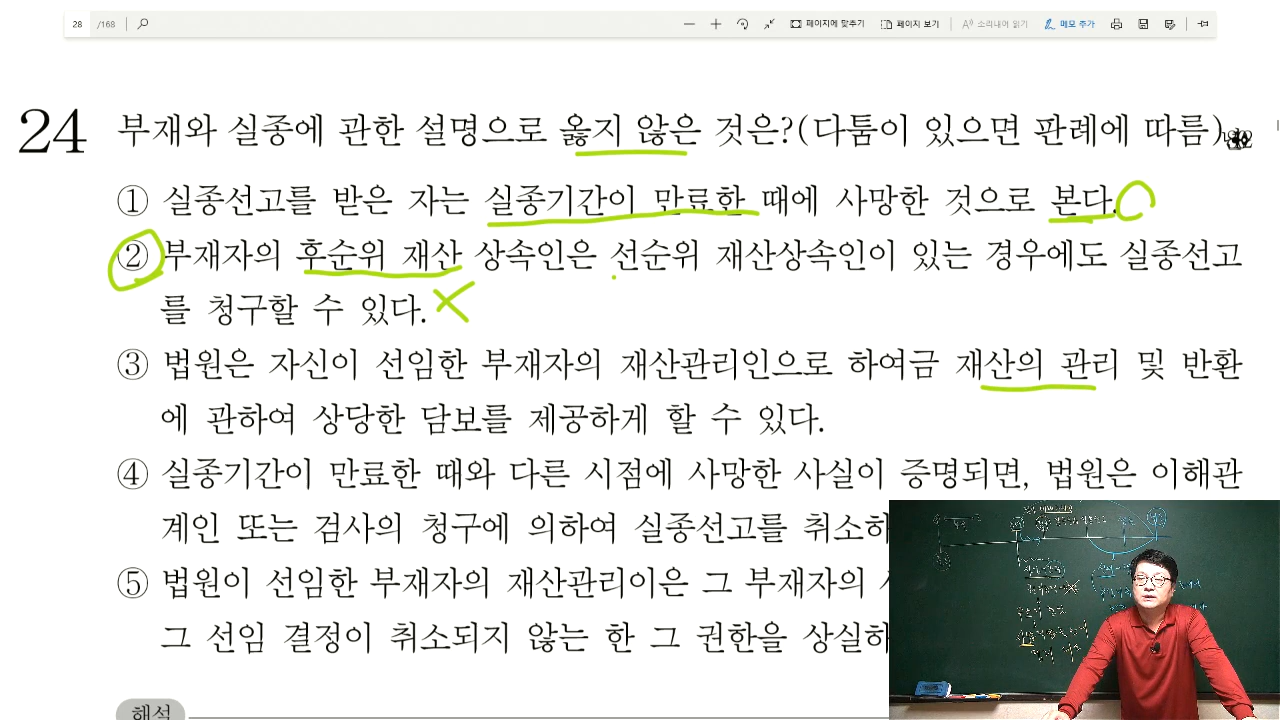 28 /168 페이지에 맞추기 페이지 보기 소리내어 읽기 메모 추가
24 부재와 실종에 관한 설명으로 옳지 않은 것은?(다툼이 있으면 판례에 따름)
① 실종선고를 받은 자는 실종기간이 만료한 때에 사망한 것으로 본다.
② 부재자의 후순위 재산 상속인은 선순위 재산상속인이 있는 경우에도 실종선고
를 청구할 수 있다.
③ 법원은 자신이 선임한 부재자의 재산관리인으로 하여금 재산의 관리 및 반환
에 관하여 상당한 담보를 제공하게 할 수 있다.
④ 실종기간이 만료한 때와 다른 시점에 사망한 사실이 증명되면, 법원은 이해관
계인 또는 검사의 청구에 의하여 실종선고를 취소하
⑤ 법원이 선임한 부재자의 재산관리이은 그 부재자의
그 선임 결정이 취소되지 않는 한 그 권한을 상실하
해설